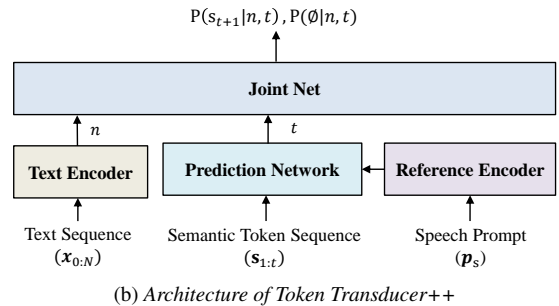 P(s_{t+1}|n, t) , P(∅|n, t)
Joint Net
n
t
Text Encoder
Prediction Network
Reference Encoder
Text Sequence
(x_{0:N})
Semantic Token Sequence
(s_{1:t})
Speech Prompt
(p_s)
(b) Architecture of Token Transducer++